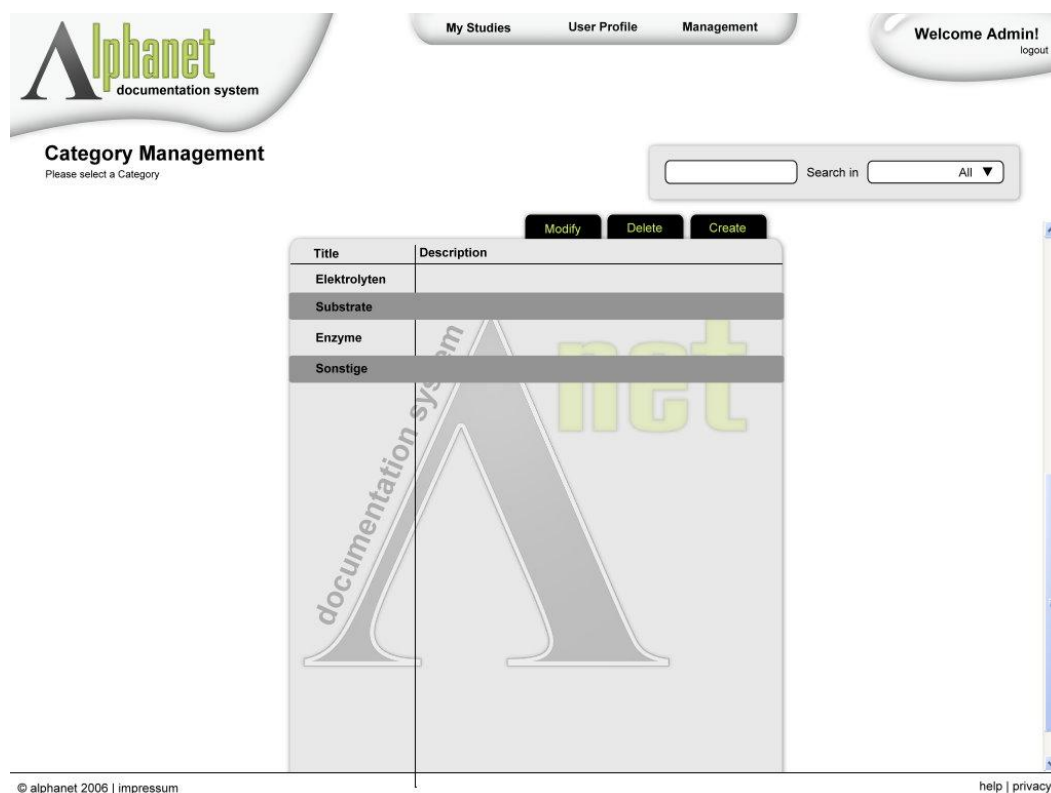 Alphanet
documentation system
My Studies User Profile Management
Welcome Admin!
logout
Category Management
Please select a Category
Search in All ▼
Modify Delete Create
Title Description
Elektrolyten
Substrate
Enzyme
Sonstige
net
documentation system
© alphanet 2006 | impressum
help | privacy